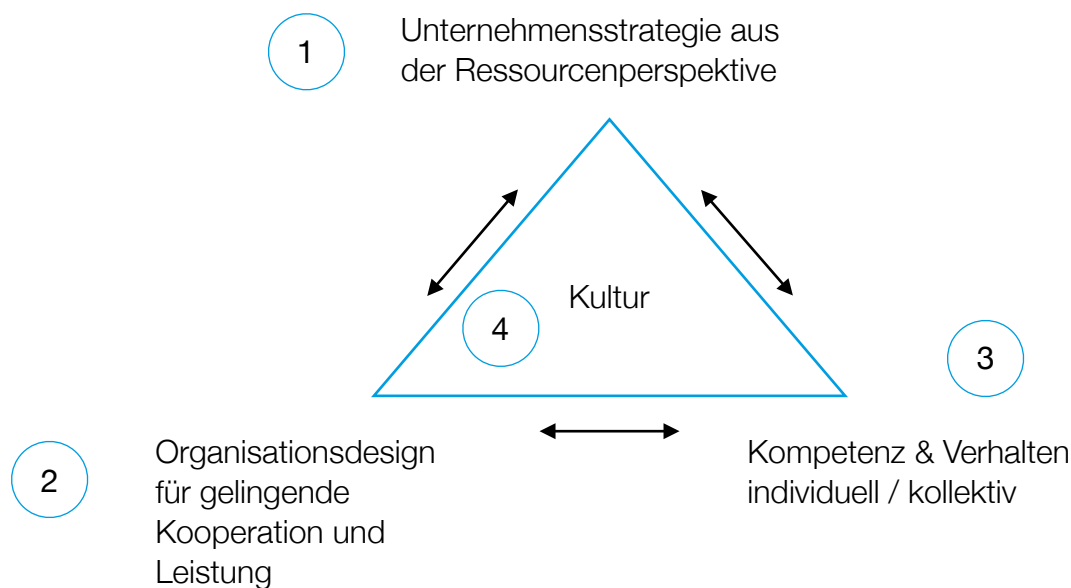 1
Unternehmensstrategie aus
der Ressourcenperspektive
Kultur
4
3
2
Organisationsdesign
für gelingende
Kooperation und
Leistung
Kompetenz & Verhalten
individuell / kollektiv